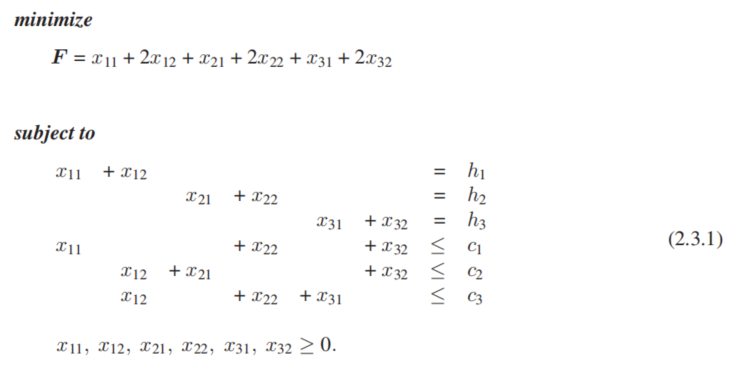 minimize
F = x₁₁ + 2x₁₂ + x₂₁ + 2x₂₂ + x₃₁ + 2x₃₂
subject to
x₁₁ + x₁₂ = h₁
x₂₁ + x₂₂ = h₂
x₃₁ + x₃₂ = h₃
x₁₁ + x₂₂ + x₃₂ ≤ c₁
x₁₂ + x₂₁ + x₃₂ ≤ c₂
x₁₂ + x₂₂ + x₃₁ ≤ c₃
(2.3.1)
x₁₁, x₁₂, x₂₁, x₂₂, x₃₁, x₃₂ ≥ 0.